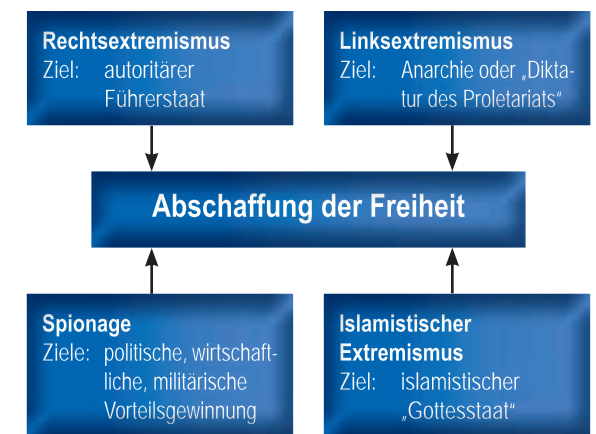 Rechtsextremismus
Ziel: autoritärer
Führerstaat
Linksextremismus
Ziel: Anarchie oder „Dikta-
tur des Proletariats“
Abschaffung der Freiheit
Spionage
Ziele: politische, wirtschaft-
liche, militärische
Vorteilsgewinnung
Islamistischer
Extremismus
Ziel: islamistischer
„Gottesstaat“